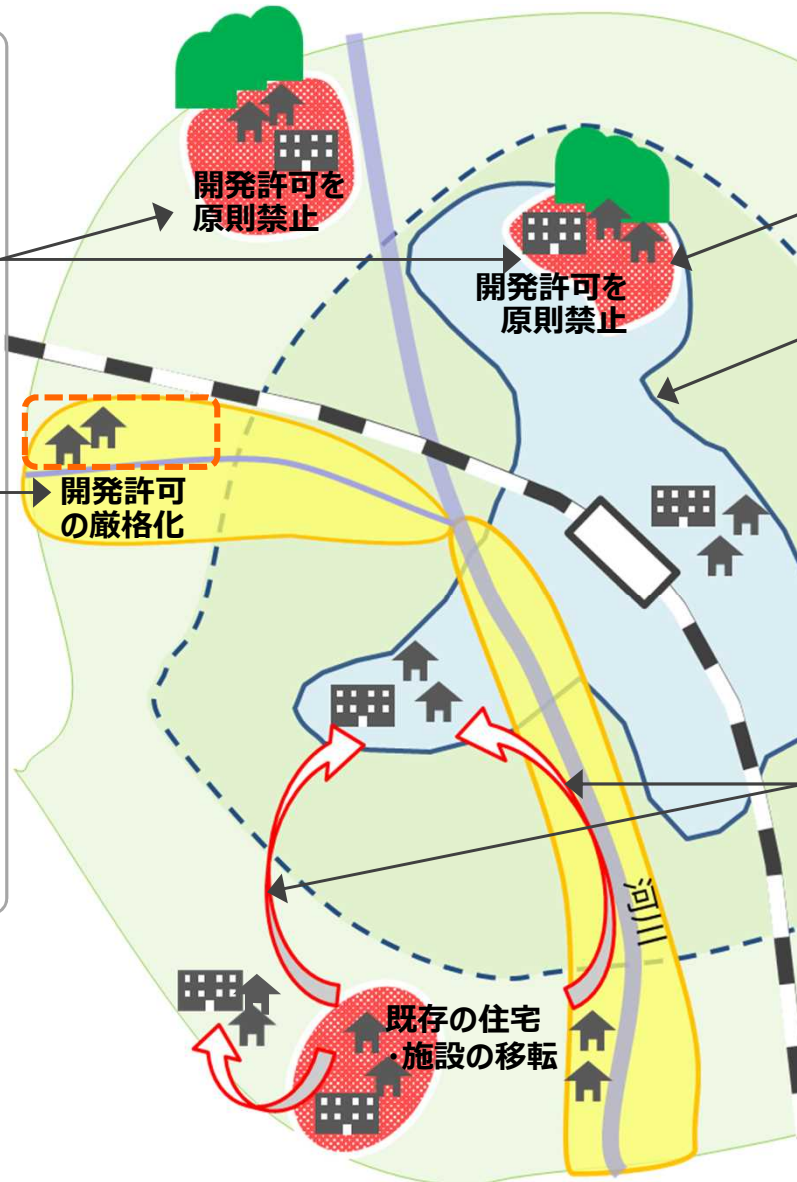 開発許可を
原則禁止
開発許可を
原則禁止
開発許可
の厳格化
河川
既存の住宅
・施設の移転